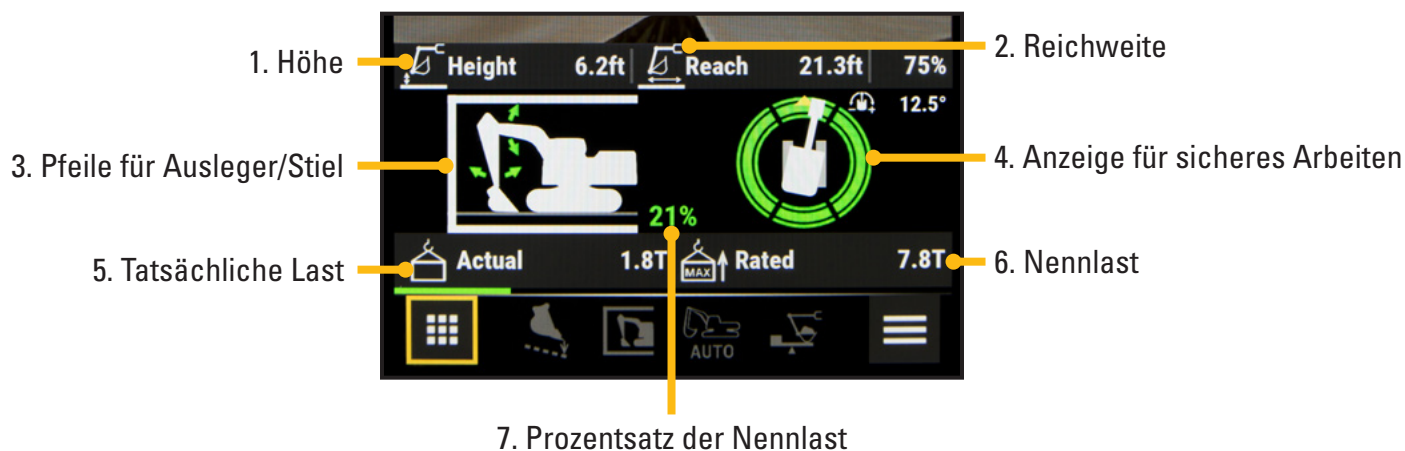 1. Höhe
2. Reichweite
Height 6.2ft Reach 21.3ft 75%
12.5°
3. Pfeile für Ausleger/Stiel
4. Anzeige für sicheres Arbeiten
21%
5. Tatsächliche Last
Actual 1.8T MAX Rated 7.8T
6. Nennlast
AUTO
7. Prozentsatz der Nennlast